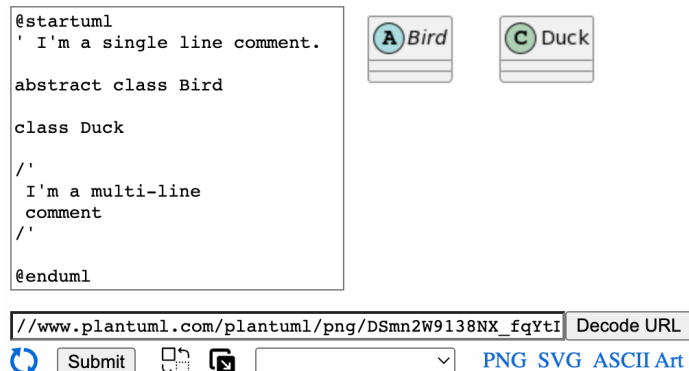 @startuml
' I'm a single line comment.
abstract class Bird
class Duck
/'
I'm a multi-line
comment
/'
@enduml
A Bird
C Duck
//www.plantuml.com/plantuml/png/DSmn2W9138NX_fqYtI
Decode URL
Submit
PNG SVG ASCII Art